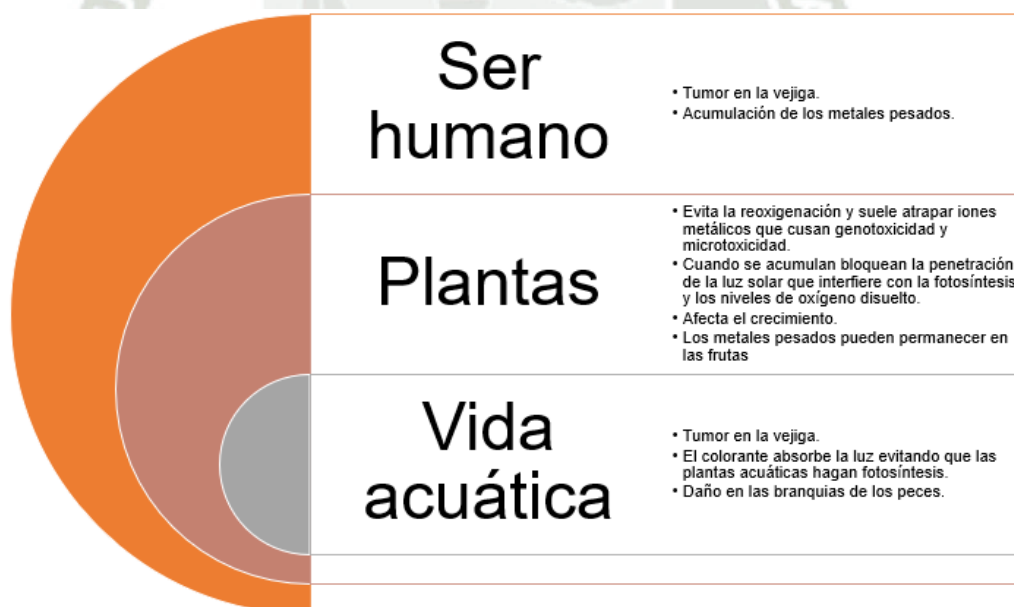 Ser
humano
• Tumor en la vejiga.
• Acumulación de los metales pesados.
Plantas
• Evita la reoxigenación y suele atrapar iones
metálicos que cusan genotoxicidad y
microtoxicidad.
• Cuando se acumulan bloquean la penetración
de la luz solar que interfiere con la fotosíntesis
y los niveles de oxígeno disuelto.
• Afecta el crecimiento.
• Los metales pesados pueden permanecer en
las frutas
Vida
acuática
• Tumor en la vejiga.
• El colorante absorbe la luz evitando que las
plantas acuáticas hagan fotosíntesis.
• Daño en las branquias de los peces.